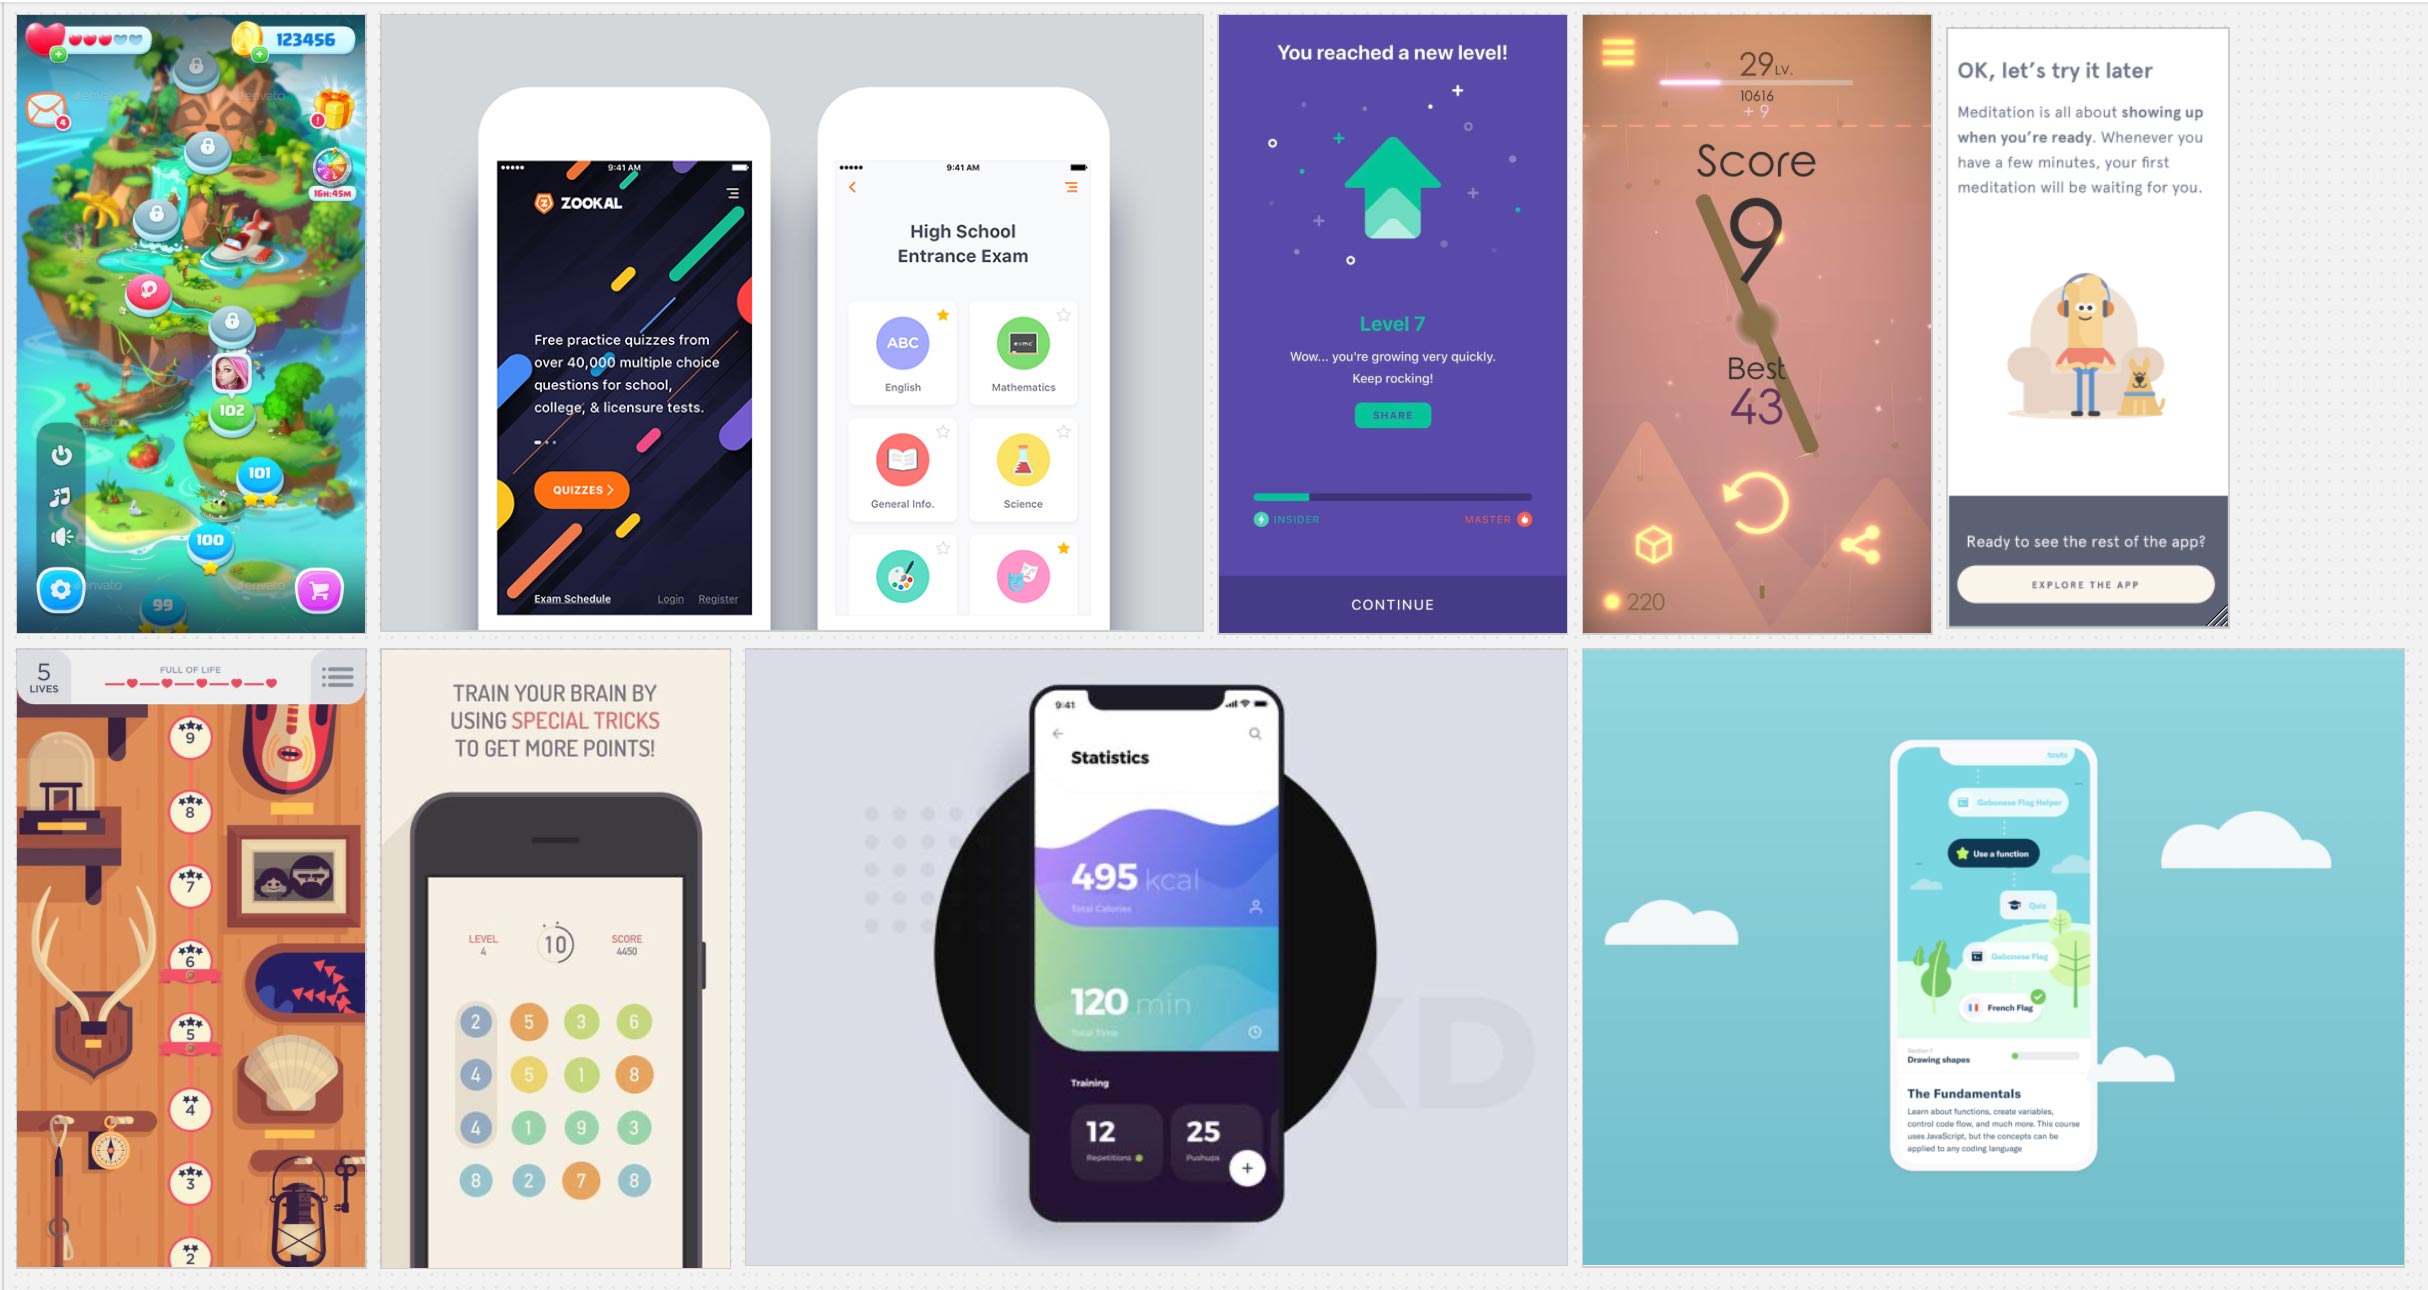 123456
4
!
16H:45M
102
101
100
99
envato
9:41 AM
ZOOKAL
Free practice quizzes from
over 40,000 multiple choice
questions for school,
college, & licensure tests.
QUIZZES
Exam Schedule
Login
Register
9:41 AM
High School
Entrance Exam
ABC
English
Mathematics
General Info.
Science
You reached a new level!
Level 7
Wow... you're growing very quickly.
Keep rocking!
SHARE
INSIDER
MASTER
CONTINUE
29 LV.
10616
+ 9
Score
9
Best
43
220
OK, let's try it later
Meditation is all about showing up
when you're ready. Whenever you
have a few minutes, your first
meditation will be waiting for you.
Ready to see the rest of the app?
EXPLORE THE APP
5
LIVES
FULL OF LIFE
9
8
7
6
5
4
3
2
TRAIN YOUR BRAIN BY
USING SPECIAL TRICKS
TO GET MORE POINTS!
LEVEL
4
10
SCORE
4450
2 5 3 6
4 5 1 8
4 1 9 3
8 2 7 8
9:41
Statistics
495 kcal
Total Calories
120 min
Total Time
Training
12
Repetitions
25
Pushups
XD
Gabonese Flag Helper
Use a function
Quiz
Gabonese Flag
French Flag
Section 1
Drawing shapes
The Fundamentals
Learn about functions, create variables,
control code flow, and much more. This course
uses JavaScript, but the concepts can be
applied to any coding language